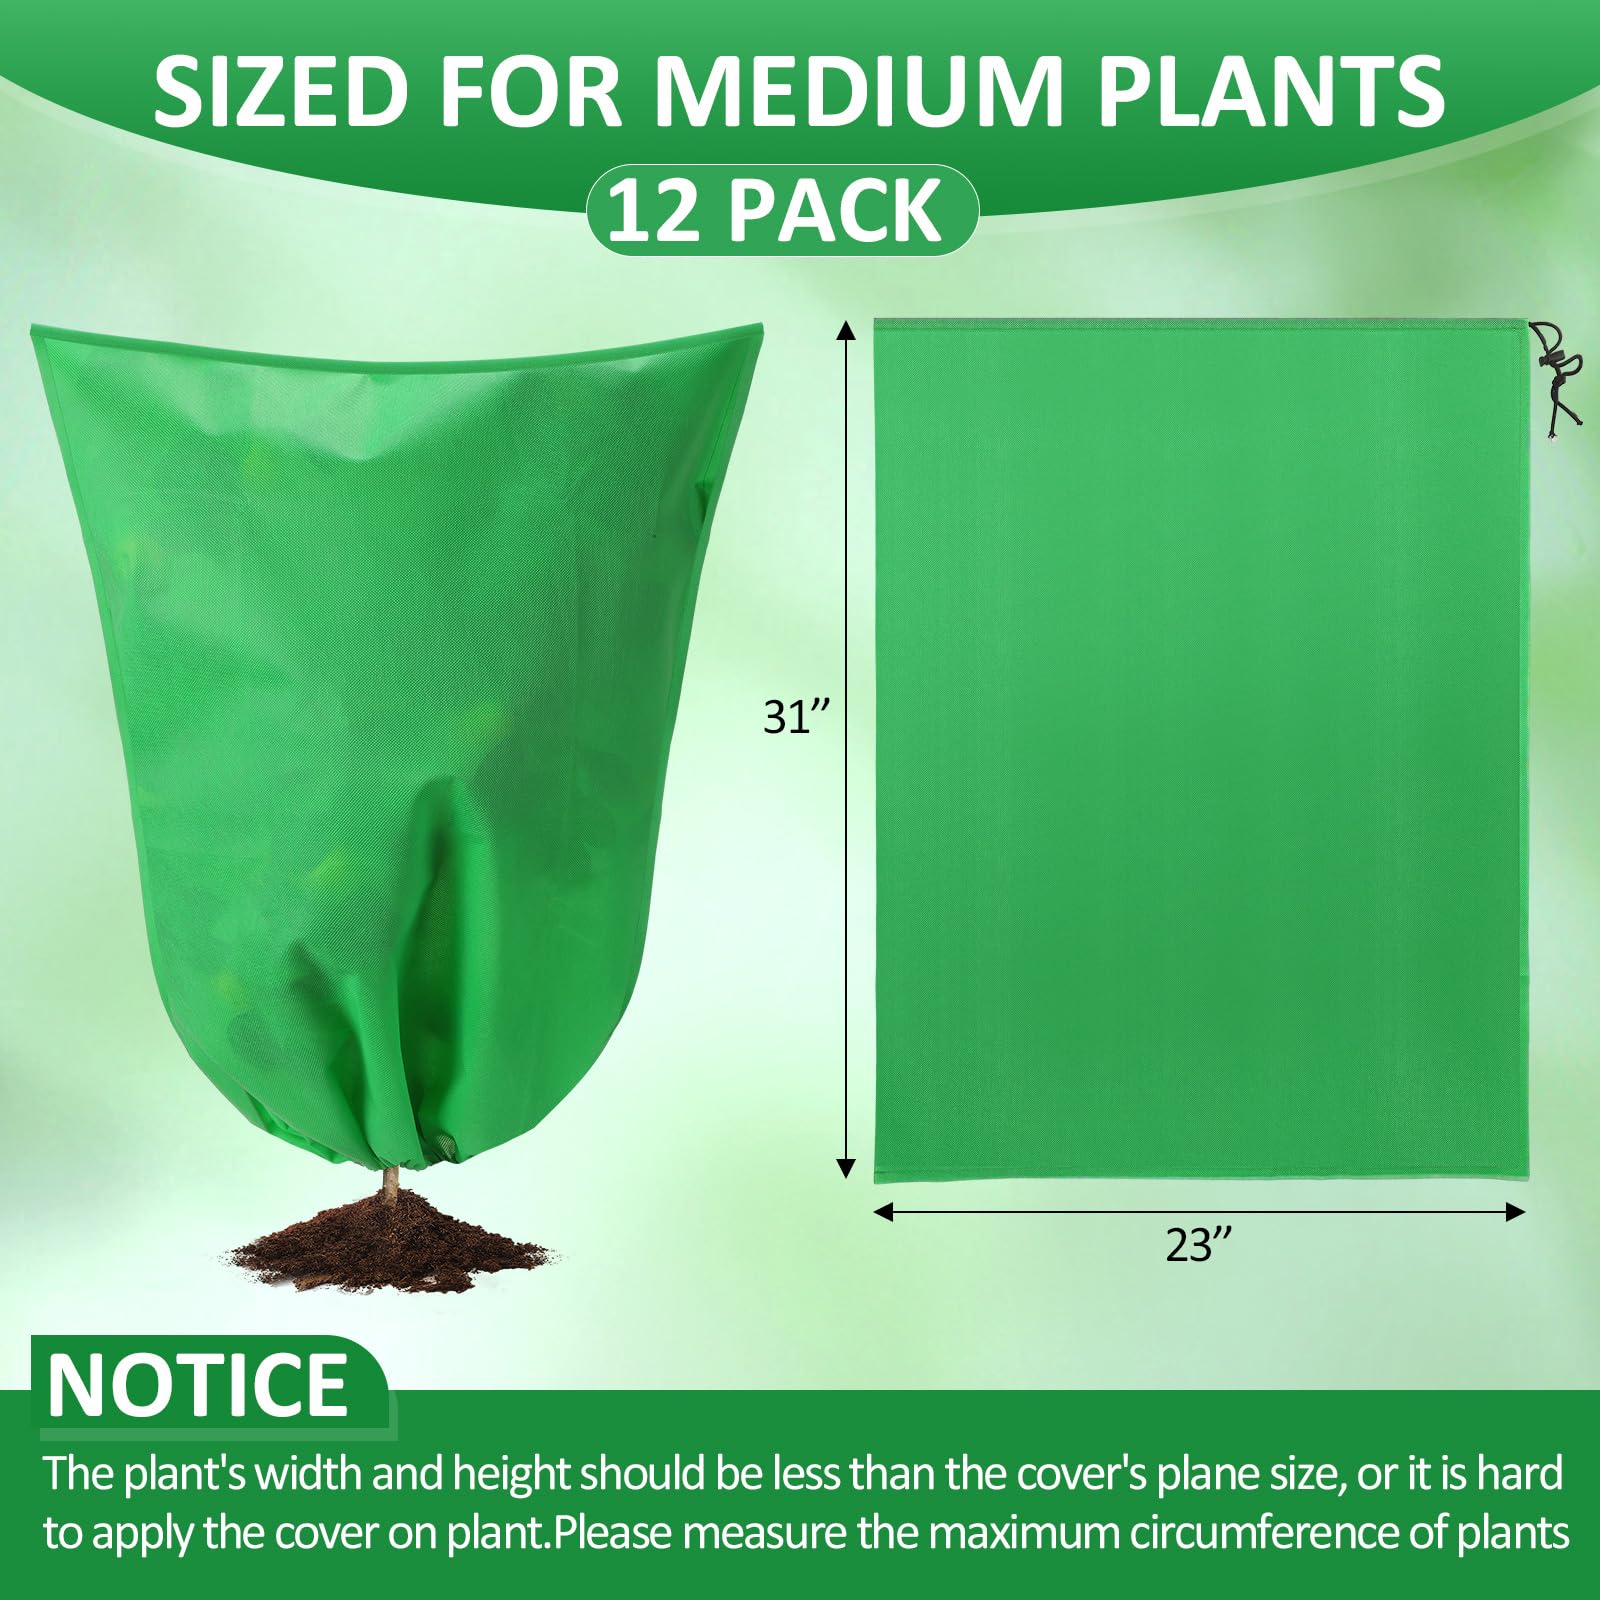 SIZED FOR MEDIUM PLANTS
12 PACK
31”
23”
NOTICE
The plant's width and height should be less than the cover's plane size, or it is hard
to apply the cover on plant.Please measure the maximum circumference of plants